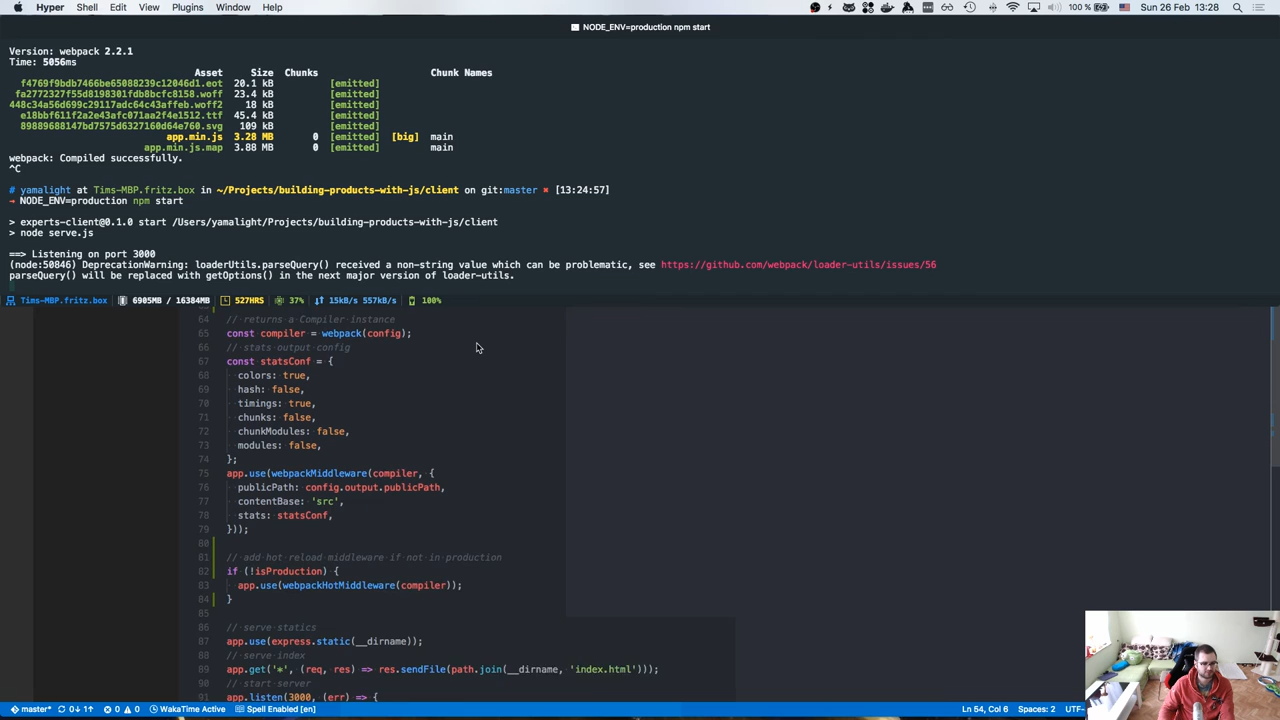 Hyper Shell Edit View Plugins Window Help 100% Sun 26 Feb 13:28
NODE_ENV=production npm start
Version: webpack 2.2.1
Time: 5056ms
Asset Size Chunks Chunk Names
f4769f9bdb7466be65088239c12046d1.eot 20.1 kB [emitted]
fa2772327f55d8198301fdb8bcfc8158.woff 23.4 kB [emitted]
448c34a56d699c29117adc64c43affeb.woff2 18 kB [emitted]
e18bbf611f2a2e43afc071aa2f4e1512.ttf 45.4 kB [emitted]
89889688147bd7575d6327160d64e760.svg 109 kB [emitted]
app.min.js 3.28 MB 0 [emitted] [big] main
app.min.js.map 3.88 MB 0 [emitted] main
webpack: Compiled successfully.
^C
# yamalight at Tims-MBP.fritz.box in ~/Projects/building-products-with-js/client on git:master ✖ [13:24:57]
→ NODE_ENV=production npm start
> experts-client@0.1.0 start /Users/yamalight/Projects/building-products-with-js/client
> node serve.js
==> Listening on port 3000
(node:50846) DeprecationWarning: loaderUtils.parseQuery() received a non-string value which can be problematic, see https://github.com/webpack/loader-utils/issues/56
parseQuery() will be replaced with getOptions() in the next major version of loader-utils.
Tims-MBP.fritz.box 6905MB / 16384MB 527HRS 37% 15kB/s 557kB/s 100%
64 // returns a Compiler instance
65 const compiler = webpack(config);
66 // stats output config
67 const statsConf = {
68 colors: true,
69 hash: false,
70 timings: true,
71 chunks: false,
72 chunkModules: false,
73 modules: false,
74 };
75 app.use(webpackMiddleware(compiler, {
76 publicPath: config.output.publicPath,
77 contentBase: 'src',
78 stats: statsConf,
79 }));
80
81 // add hot reload middleware if not in production
82 if (!isProduction) {
83 app.use(webpackHotMiddleware(compiler));
84 }
85
86 // serve statics
87 app.use(express.static(__dirname));
88 // serve index
89 app.get('*', (req, res) => res.sendFile(path.join(__dirname, 'index.html')));
90 // start server
91 app.listen(3000, (err) => {
master* 0↓ 1↑ 0 0 WakaTime Active Spell Enabled [en] Ln 54, Col 6 Spaces: 2 UTF-